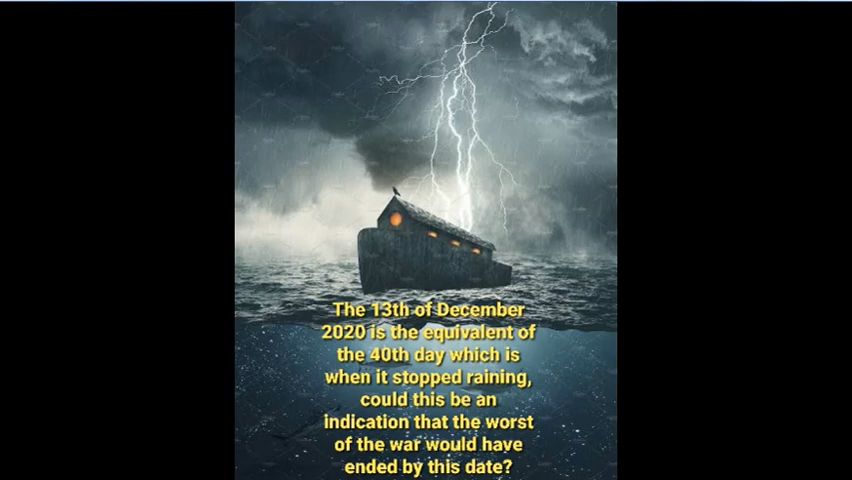 The 13th of December
2020 is the equivalent of
the 40th day which is
when it stopped raining,
could this be an
indication that the worst
of the war would have
ended by this date?